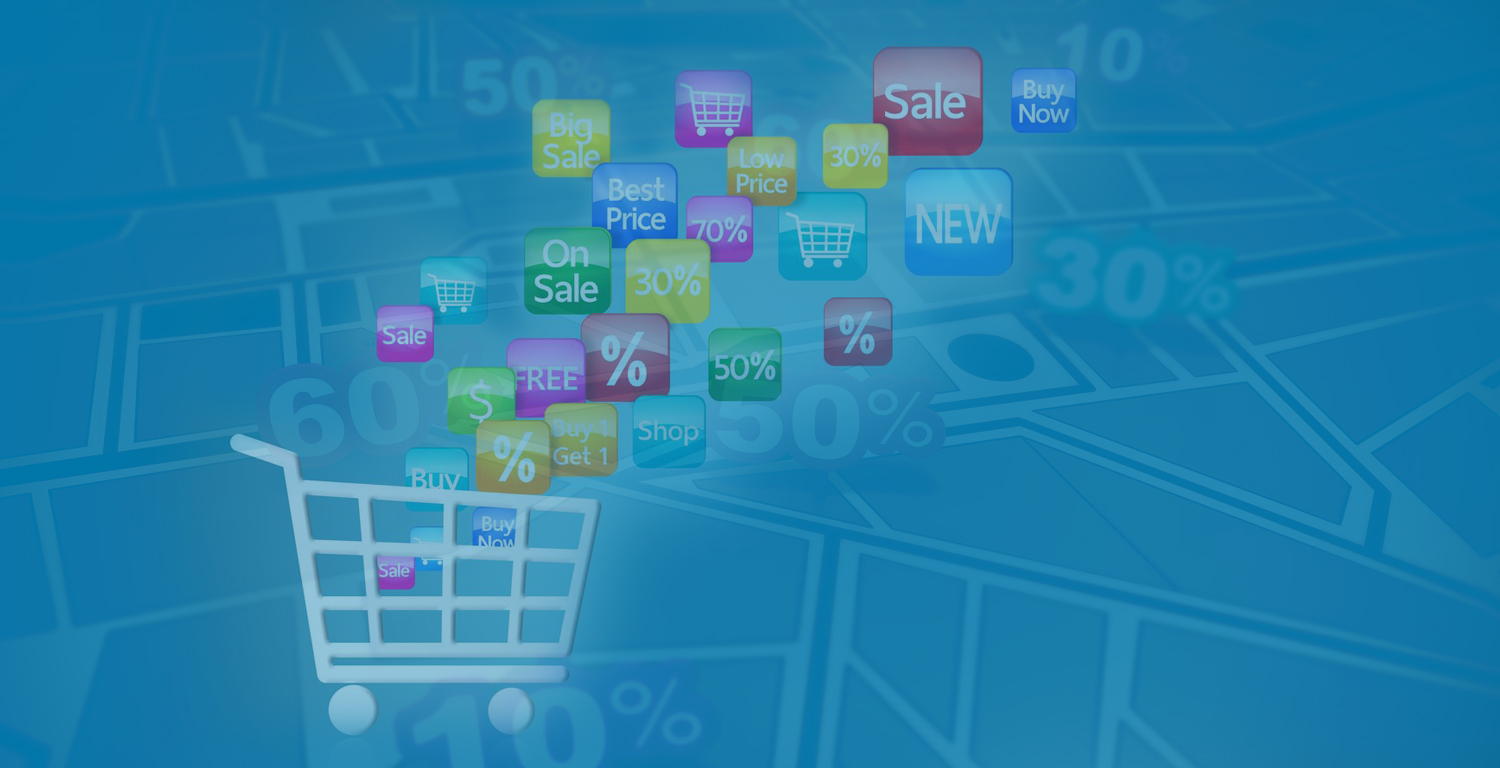 10%
50%
Sale
Buy
Now
Big
Sale
Low
Price
30%
Best
Price
70%
NEW
On
Sale
30%
30%
Sale
%
%
50%
FREE
60%
$
50%
Buy 1
Get 1
Shop
%
Buy
Buy
Now
Sale
10%